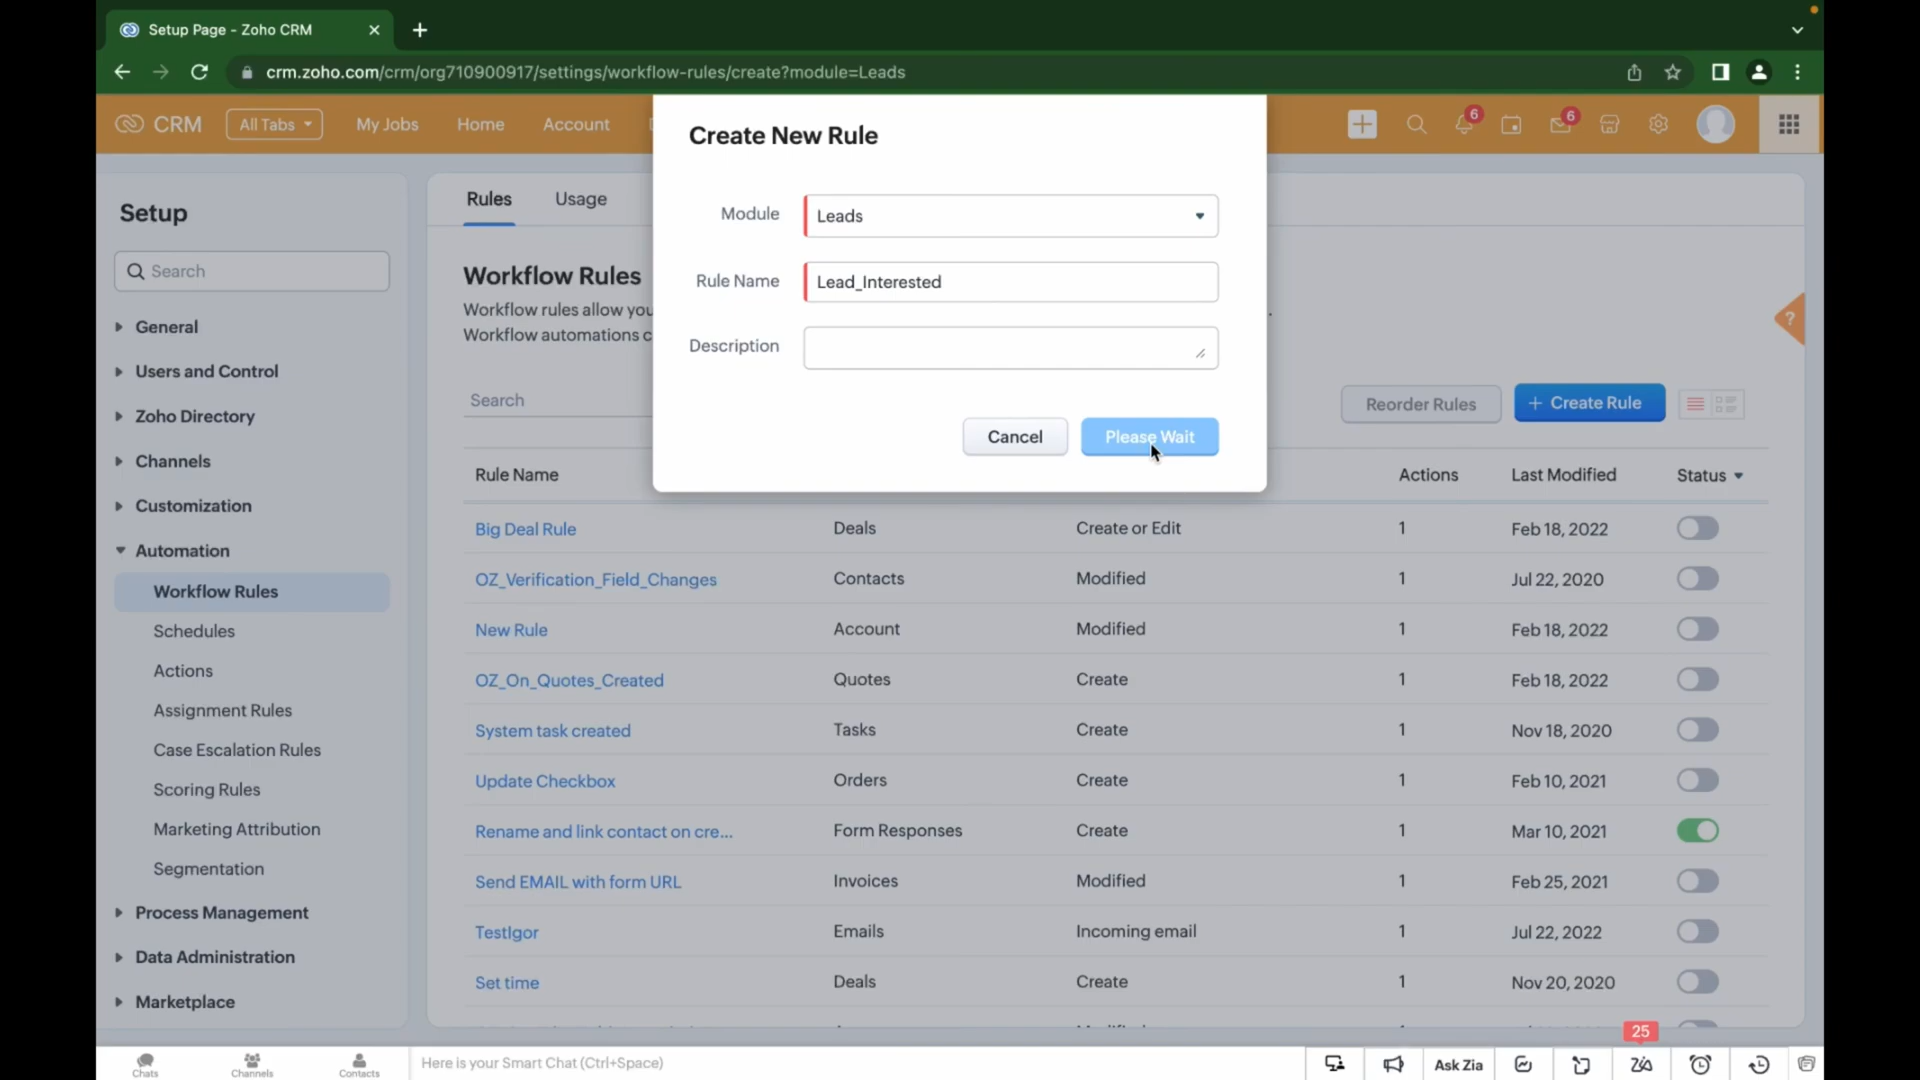 Setup Page - Zoho CRM
crm.zoho.com/crm/org710900917/settings/workflow-rules/create?module=Leads
CRM
All Tabs
My Jobs
Home
Account
6
6
Setup
Search
General
Users and Control
Zoho Directory
Channels
Customization
Automation
Workflow Rules
Schedules
Actions
Assignment Rules
Case Escalation Rules
Scoring Rules
Marketing Attribution
Segmentation
Process Management
Data Administration
Marketplace
Rules
Usage
Workflow Rules
Workflow rules allow you
Workflow automations c
Search
Create New Rule
Module
Leads
Rule Name
Lead_Interested
Description
Cancel
Please Wait
?
Reorder Rules
+ Create Rule
Rule Name Actions Last Modified Status
Big Deal Rule Deals Create or Edit 1 Feb 18, 2022
OZ_Verification_Field_Changes Contacts Modified 1 Jul 22, 2020
New Rule Account Modified 1 Feb 18, 2022
OZ_On_Quotes_Created Quotes Create 1 Feb 18, 2022
System task created Tasks Create 1 Nov 18, 2020
Update Checkbox Orders Create 1 Feb 10, 2021
Rename and link contact on cre... Form Responses Create 1 Mar 10, 2021
Send EMAIL with form URL Invoices Modified 1 Feb 25, 2021
TestIgor Emails Incoming email 1 Jul 22, 2022
Set time Deals Create 1 Nov 20, 2020
25
Chats
Channels
Contacts
Here is your Smart Chat (Ctrl+Space)
Ask Zia